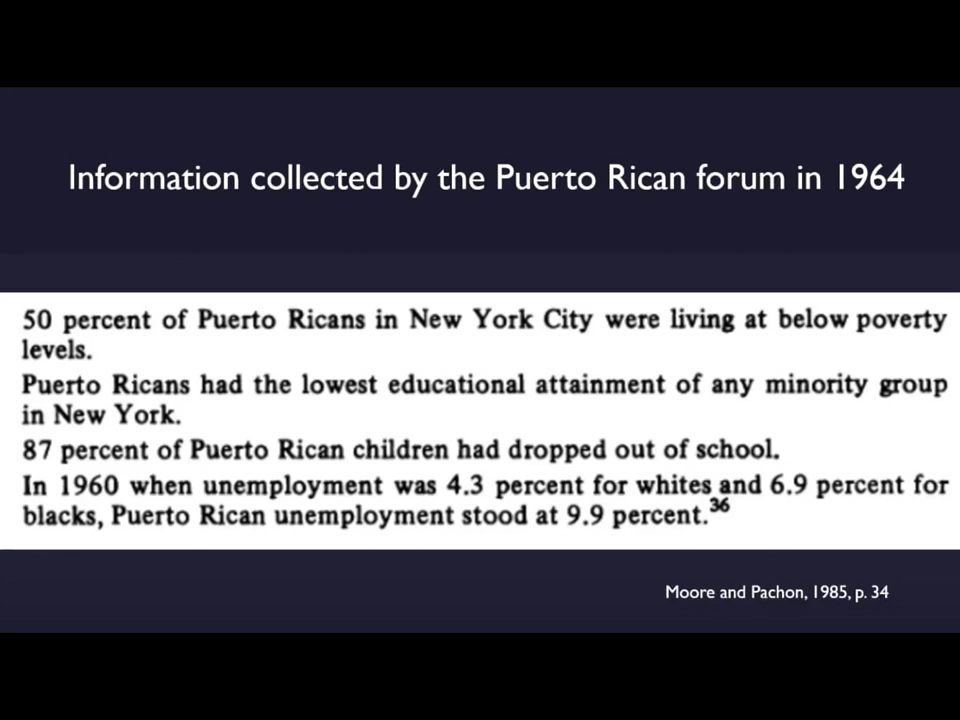 Information collected by the Puerto Rican forum in 1964
50 percent of Puerto Ricans in New York City were living at below poverty
levels.
Puerto Ricans had the lowest educational attainment of any minority group
in New York.
87 percent of Puerto Rican children had dropped out of school.
In 1960 when unemployment was 4.3 percent for whites and 6.9 percent for
blacks, Puerto Rican unemployment stood at 9.9 percent.36
Moore and Pachon, 1985, p. 34